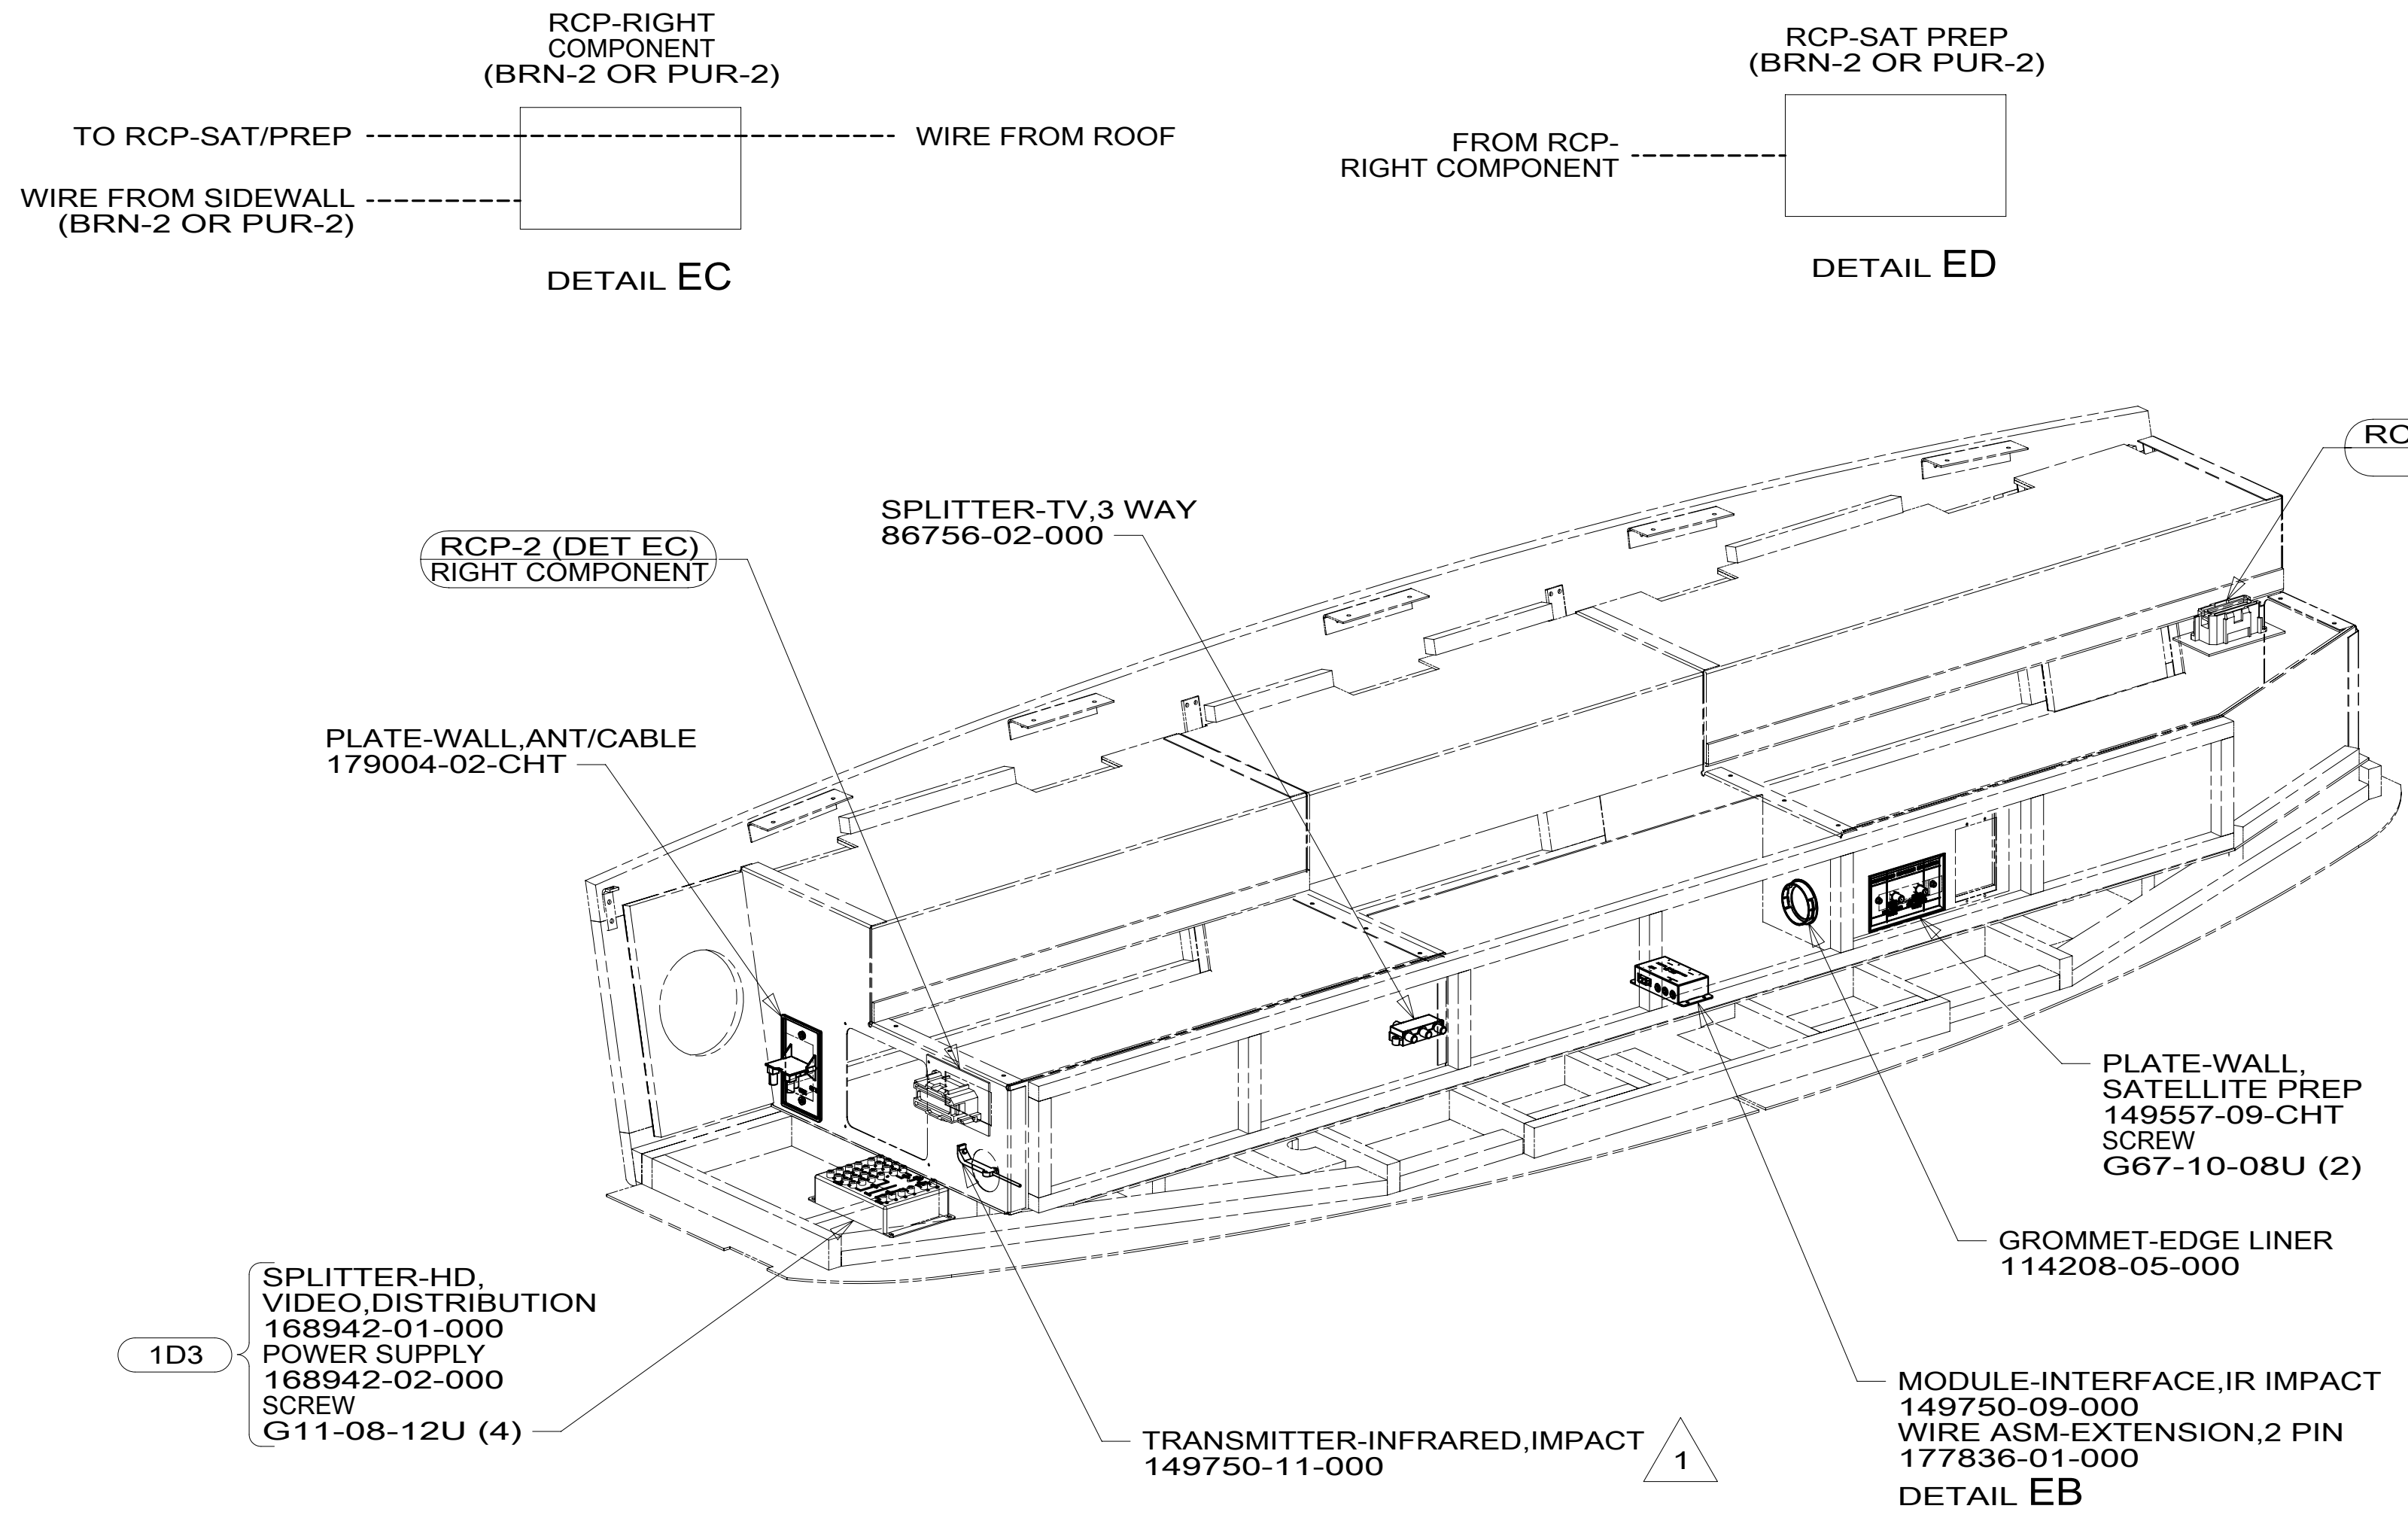 RCP-RIGHT
COMPONENT
(BRN-2 OR PUR-2)
TO RCP-SAT/PREP
WIRE FROM ROOF
WIRE FROM SIDEWALL
(BRN-2 OR PUR-2)
DETAIL EC
RCP-SAT PREP
(BRN-2 OR PUR-2)
FROM RCP-
RIGHT COMPONENT
DETAIL ED
RC
SPLITTER-TV,3 WAY
86756-02-000
RCP-2 (DET EC)
RIGHT COMPONENT
PLATE-WALL,ANT/CABLE
179004-02-CHT
PLATE-WALL,
SATELLITE PREP
149557-09-CHT
SCREW
G67-10-08U (2)
GROMMET-EDGE LINER
114208-05-000
1D3
SPLITTER-HD,
VIDEO,DISTRIBUTION
168942-01-000
POWER SUPPLY
168942-02-000
SCREW
G11-08-12U (4)
TRANSMITTER-INFRARED,IMPACT
149750-11-000
1
MODULE-INTERFACE,IR IMPACT
149750-09-000
WIRE ASM-EXTENSION,2 PIN
177836-01-000
DETAIL EB